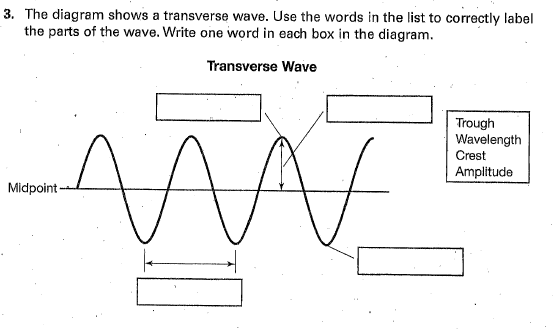 3. The diagram shows a transverse wave. Use the words in the list to correctly label
the parts of the wave. Write one word in each box in the diagram.
Transverse Wave
Trough
Wavelength
Crest
Amplitude
Midpoint